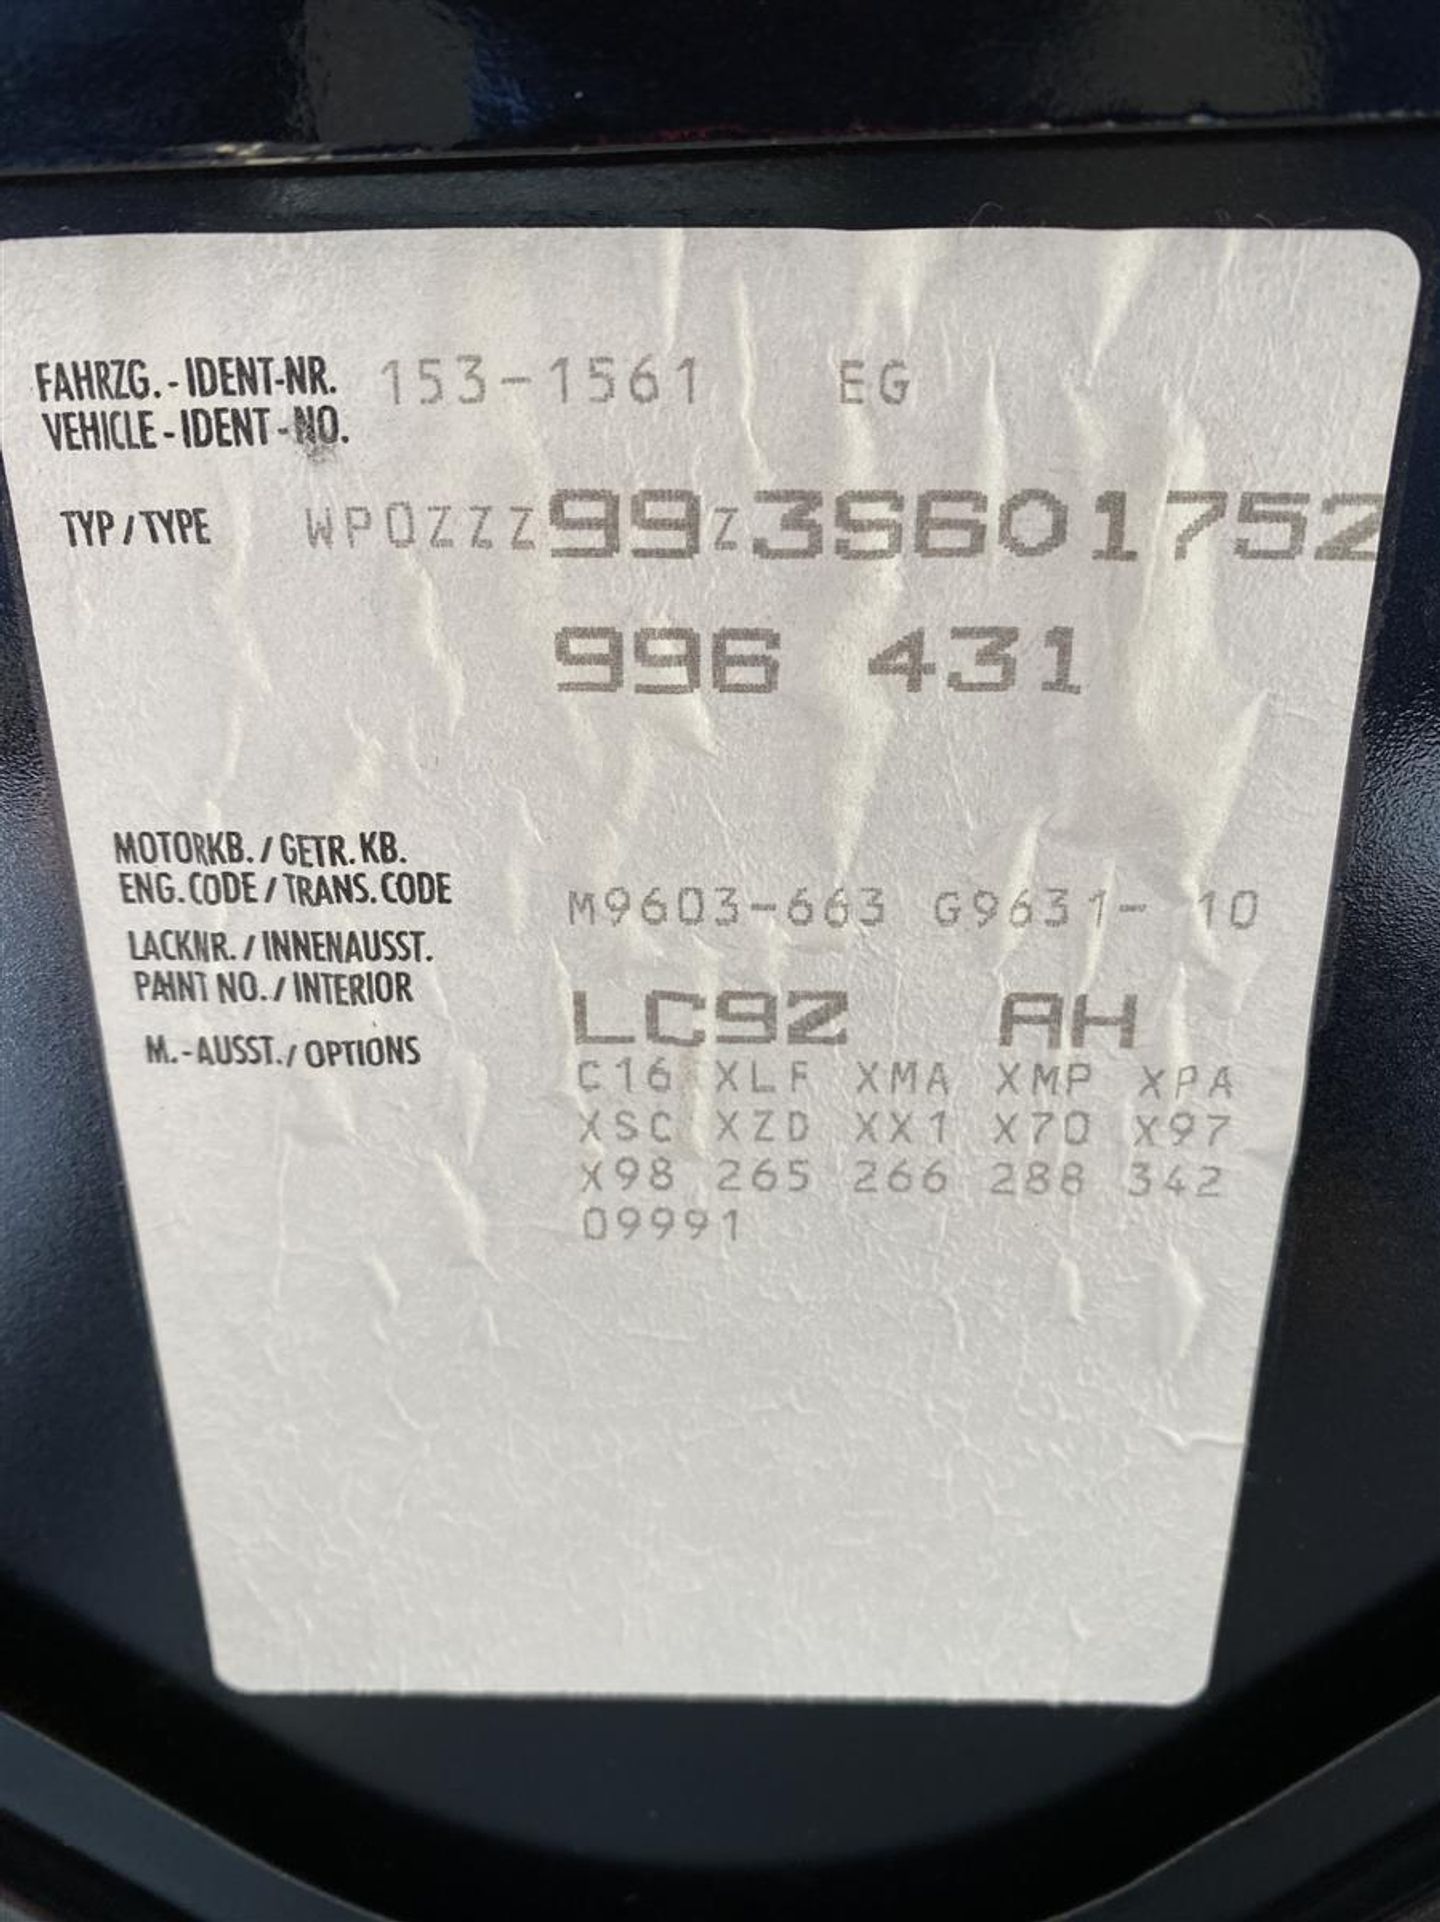 FAHRZG.-IDENT-NR. 153-1561 EG
VEHICLE-IDENT-NO.
TYP/TYPE WP0ZZZ99Z3S601752
996 431
MOTORKB./GETR.KB.
ENG.CODE/TRANS.CODE M9603-663 G9631- 10
LACKNR./INNENAUSST.
PAINT NO./INTERIOR LC9Z AH
M.-AUSST./OPTIONS
C16 XLF XMA XMP XPA
XSC XZD XX1 X70 X97
X98 265 266 288 342
09991